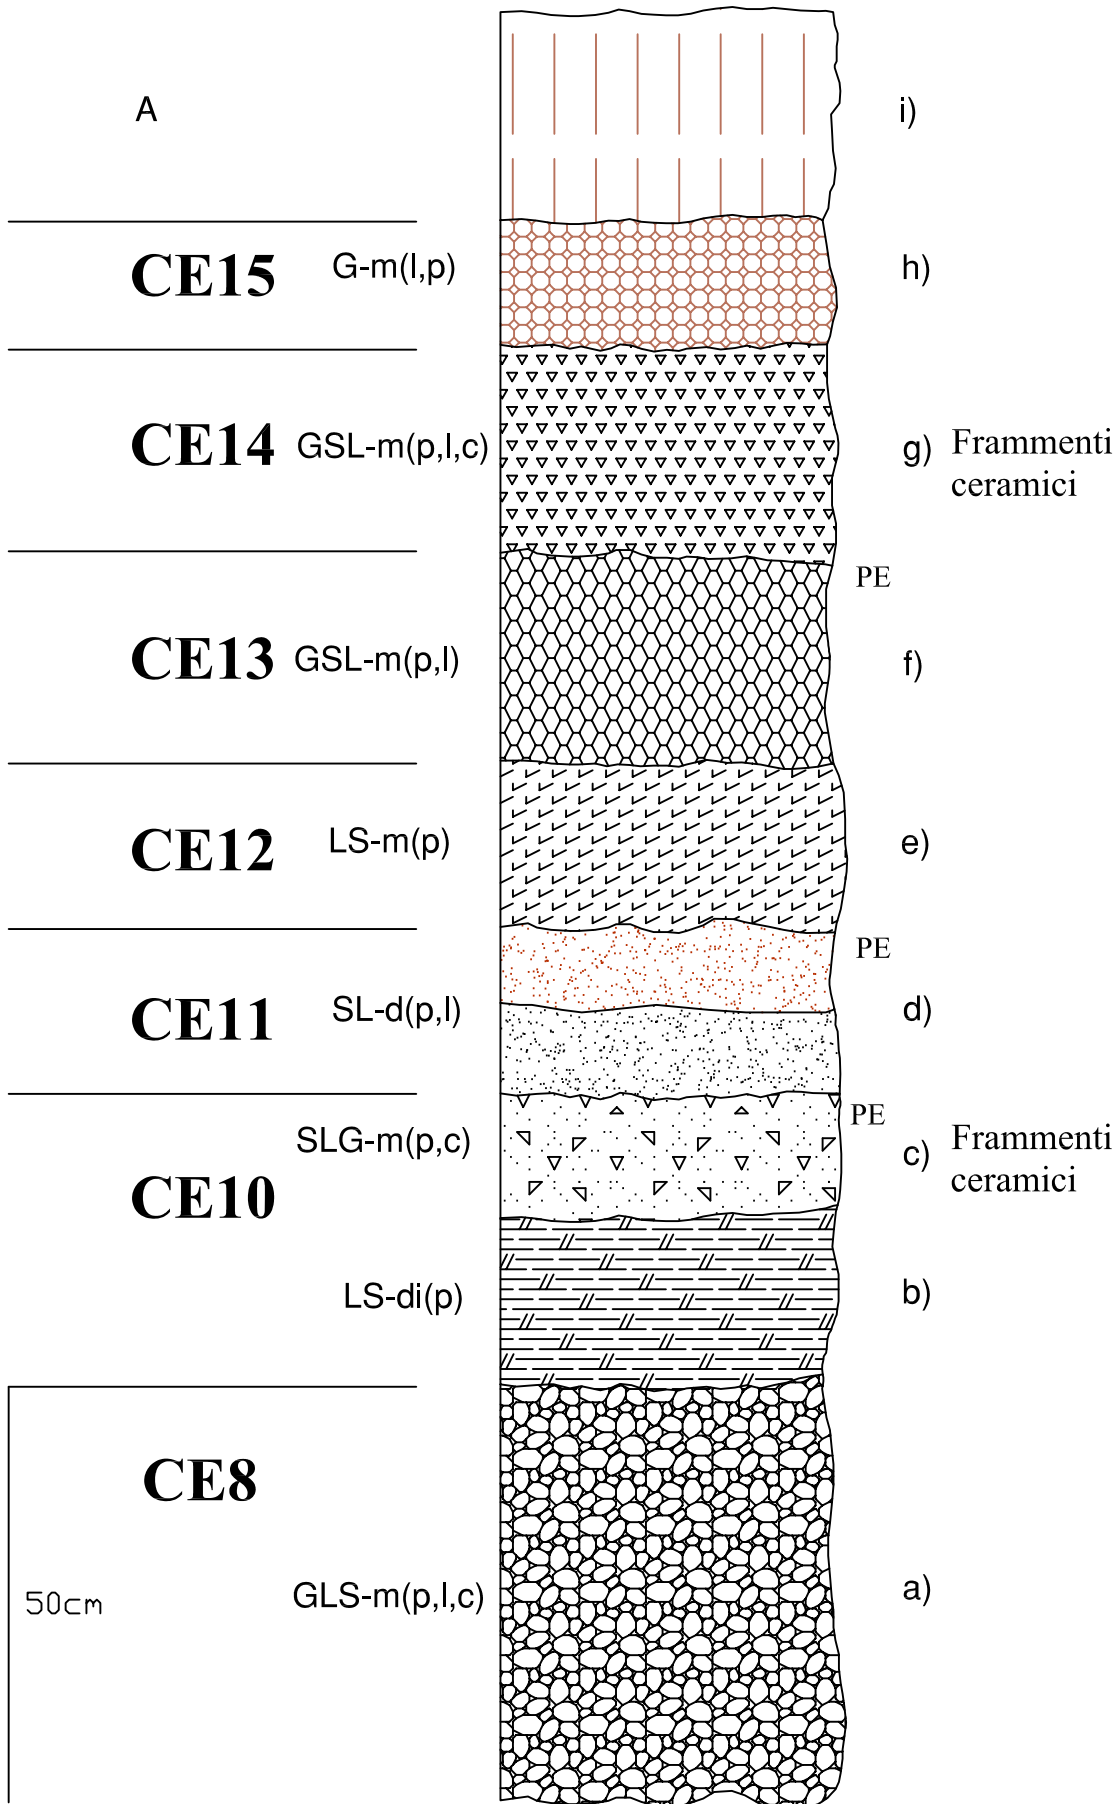 A
i)
CE15
G-m(l,p)
h)
CE14
GSL-m(p,l,c)
g)
Frammenti
ceramici
PE
CE13
GSL-m(p,l)
f)
CE12
LS-m(p)
e)
PE
CE11
SL-d(p,l)
d)
PE
CE10
SLG-m(p,c)
c)
Frammenti
ceramici
LS-di(p)
b)
CE8
50cm
GLS-m(p,l,c)
a)